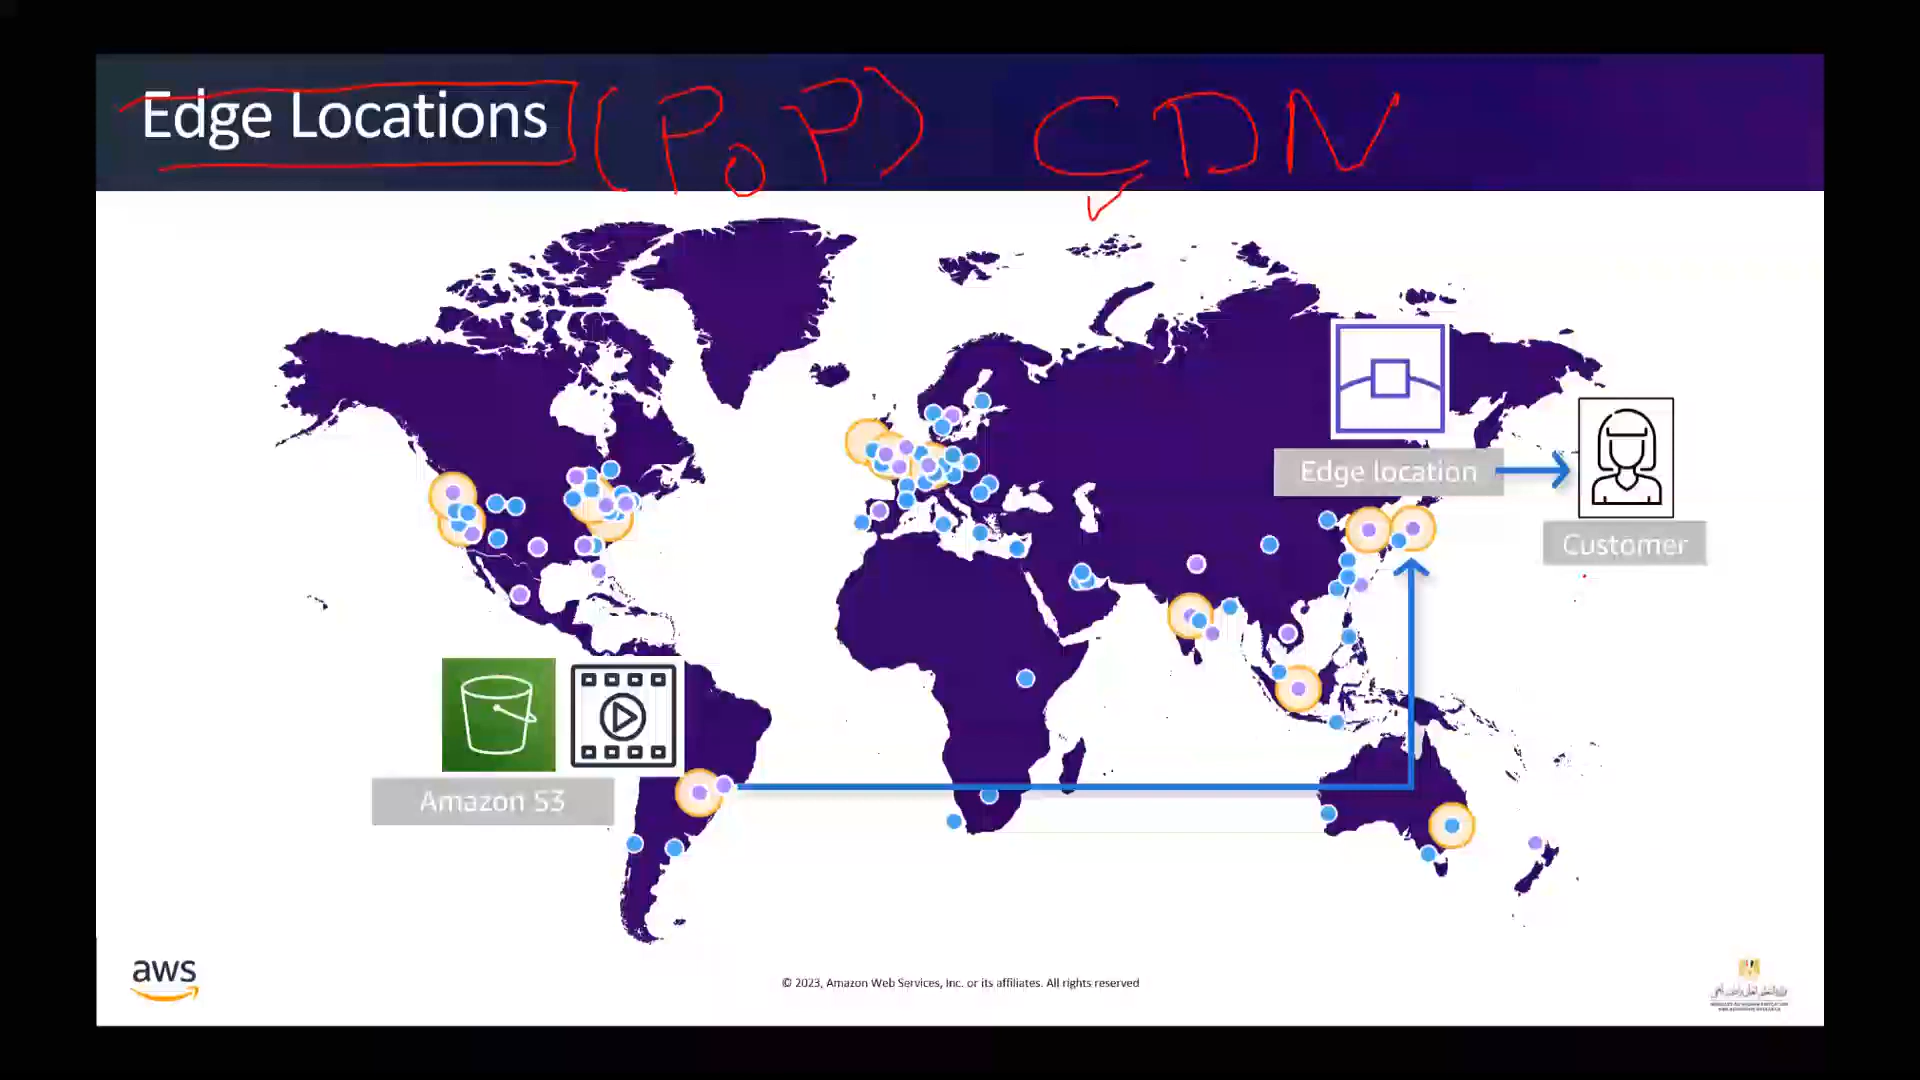 Edge Locations (PoP) CDN
Edge location
Customer
Amazon S3
aws
© 2023, Amazon Web Services, Inc. or its affiliates. All rights reserved